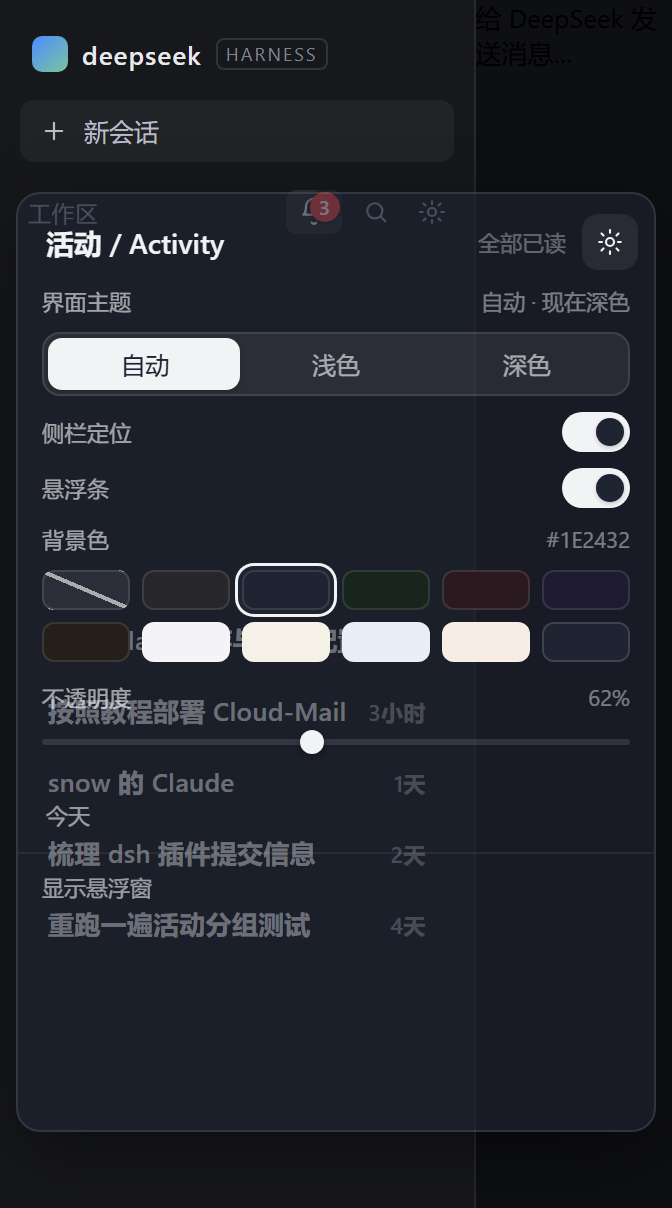 deepseek HARNESS
给 DeepSeek 发
送消息...
+ 新会话
工作区
3
活动 / Activity
全部已读
界面主题
自动 · 现在深色
自动
浅色
深色
侧栏定位
悬浮条
背景色
#1E2432
不透明度
62%
按照教程部署 Cloud-Mail
3小时
snow 的 Claude
1天
今天
梳理 dsh 插件提交信息
2天
显示悬浮窗
重跑一遍活动分组测试
4天